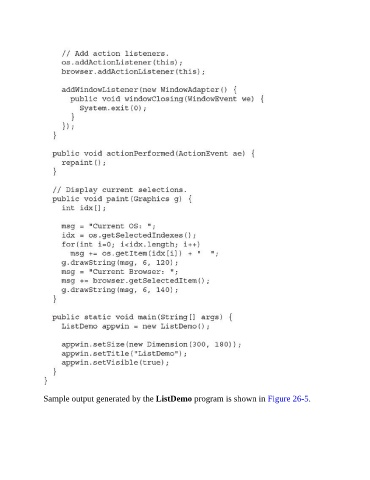 // Add action listeners.
os.addActionListener(this);
browser.addActionListener(this);
addWindowListener(new WindowAdapter() {
public void windowClosing(WindowEvent we) {
System.exit(0);
}
});
}
public void actionPerformed(ActionEvent ae) {
repaint();
}
// Display current selections.
public void paint(Graphics g) {
int idx[];
msg = "Current OS: ";
idx = os.getSelectedIndexes();
for(int i=0; i<idx.length; i++)
msg += os.getItem(idx[i]) + "  ";
g.drawString(msg, 6, 120);
msg = "Current Browser: ";
msg += browser.getSelectedItem();
g.drawString(msg, 6, 140);
}
public static void main(String[] args) {
ListDemo appwin = new ListDemo();
appwin.setSize(new Dimension(300, 180));
appwin.setTitle("ListDemo");
appwin.setVisible(true);
}
}
Sample output generated by the ListDemo program is shown in Figure 26-5.